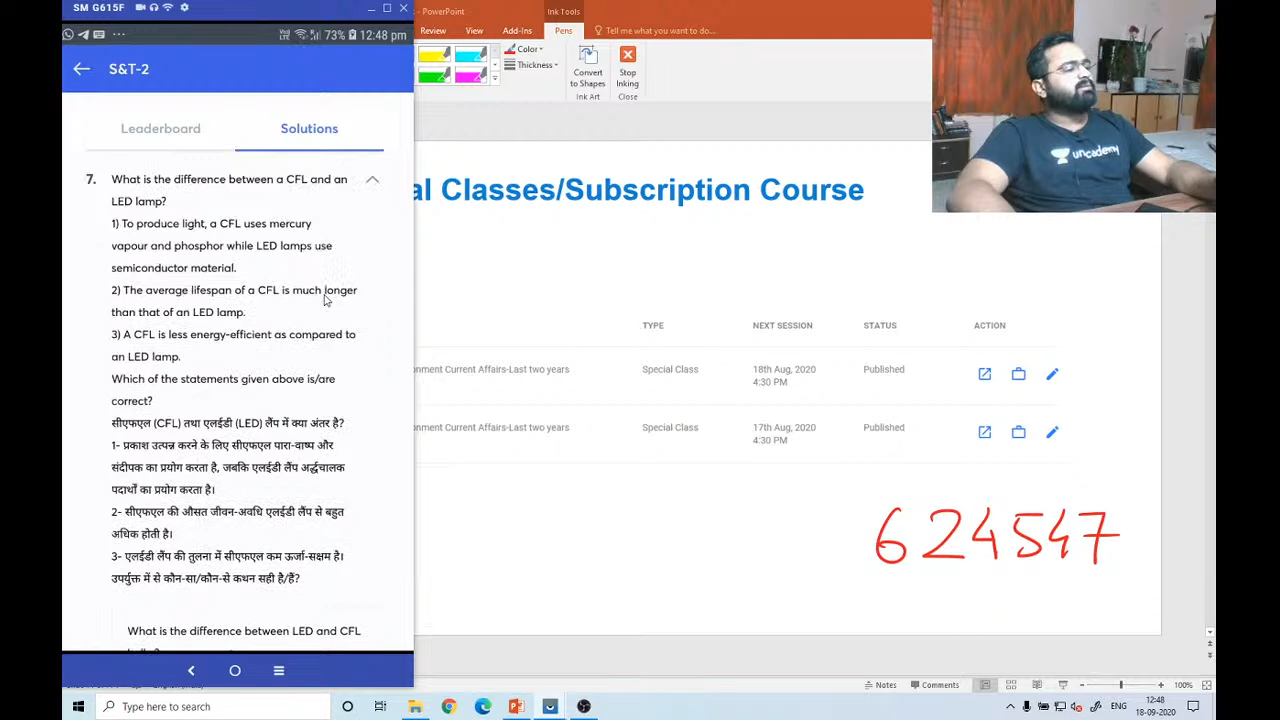 SM G615F
73% 12:48 pm
S&T-2
Leaderboard
Solutions
7. What is the difference between a CFL and an
LED lamp?
1) To produce light, a CFL uses mercury
vapour and phosphor while LED lamps use
semiconductor material.
2) The average lifespan of a CFL is much longer
than that of an LED lamp.
3) A CFL is less energy-efficient as compared to
an LED lamp.
Which of the statements given above is/are
correct?
सीएफएल (CFL) तथा एलईडी (LED) लैंप में क्या अंतर है?
1- प्रकाश उत्पन्न करने के लिए सीएफएल पारा-वाष्प और
संदीपक का प्रयोग करता है, जबकि एलईडी लैंप अर्द्धचालक
पदार्थों का प्रयोग करता है।
2- सीएफएल की औसत जीवन-अवधि एलईडी लैंप से बहुत
अधिक होती है।
3- एलईडी लैंप की तुलना में सीएफएल कम ऊर्जा-सक्षम है।
उपर्युक्त में से कौन-सा/कौन-से कथन सही है/हैं?
What is the difference between LED and CFL
- PowerPoint
Ink Tools
Review View Add-Ins Pens Tell me what you want to do...
Color
Thickness
Convert
to Shapes
Stop
Inking
Ink Art
Close
unacademy
al Classes/Subscription Course
TYPE NEXT SESSION STATUS ACTION
onment Current Affairs-Last two years Special Class 18th Aug, 2020 Published
4:30 PM
onment Current Affairs-Last two years Special Class 17th Aug, 2020 Published
4:30 PM
624547
Notes Comments 100%
Type here to search
ENG
12:48
18-09-2020